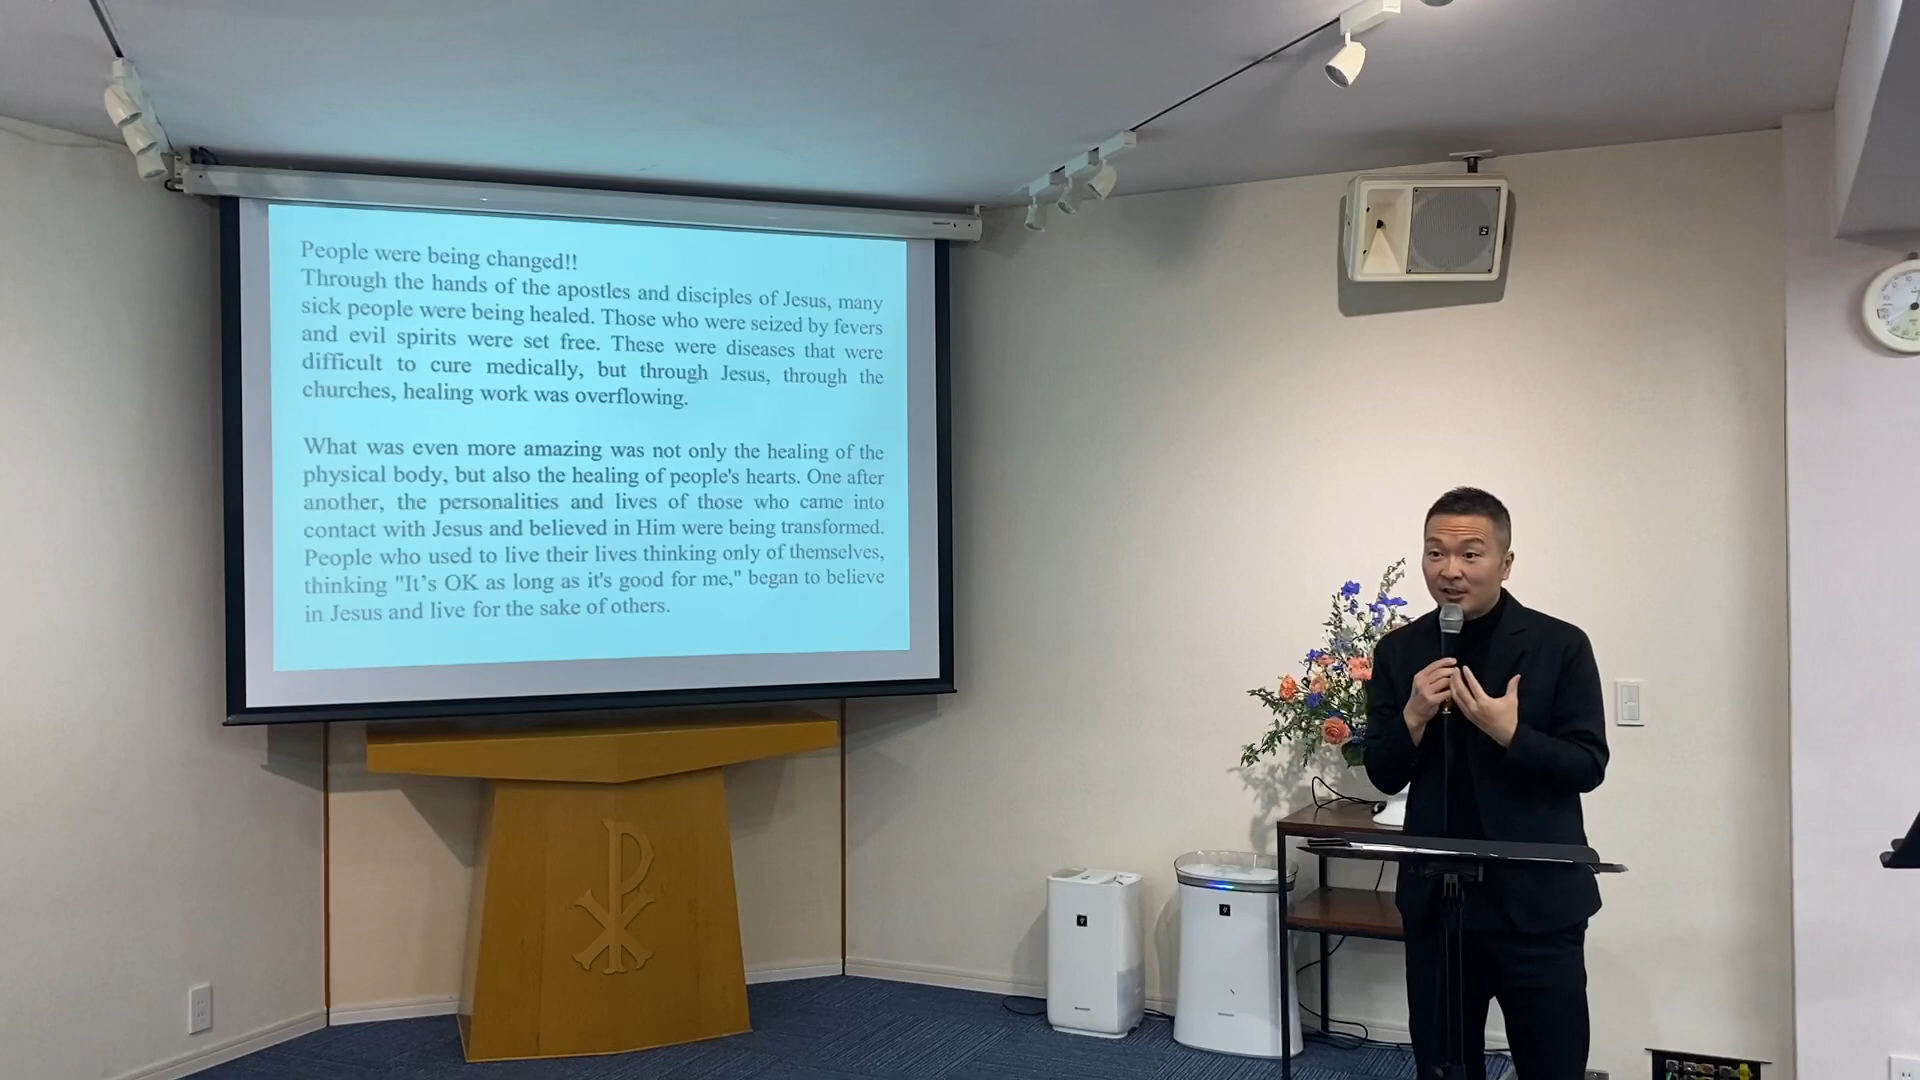 People were being changed!!
Through the hands of the apostles and disciples of Jesus, many
sick people were being healed. Those who were seized by fevers
and evil spirits were set free. These were diseases that were
difficult to cure medically, but through Jesus, through the
churches, healing work was overflowing.
What was even more amazing was not only the healing of the
physical body, but also the healing of people's hearts. One after
another, the personalities and lives of those who came into
contact with Jesus and believed in Him were being transformed.
People who used to live their lives thinking only of themselves,
thinking "It’s OK as long as it's good for me," began to believe
in Jesus and live for the sake of others.